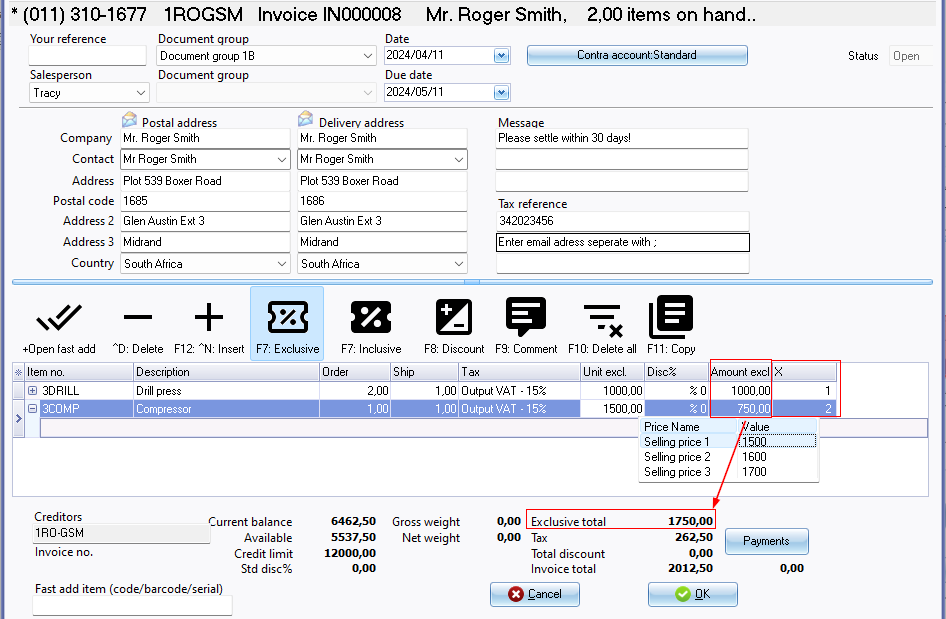 * (011) 310-1677 1ROGSM Invoice IN000008 Mr. Roger Smith, 2,00 items on hand..
Your reference Document group Date
Document group 1B 2024/04/11 Contra account:Standard Status Open
Salesperson Document group Due date
Tracy 2024/05/11
Postal address Delivery address Message
Company Mr. Roger Smith Mr. Roger Smith Please settle within 30 days!
Contact Mr Roger Smith Mr Roger Smith
Address Plot 539 Boxer Road Plot 539 Boxer Road
Postal code 1685 1686 Tax reference
Address 2 Glen Austin Ext 3 Glen Austin Ext 3 342023456
Address 3 Midrand Midrand Enter email adress seperate with ;
Country South Africa South Africa
+Open fast add ^D: Delete F12: ^N: Insert F7: Exclusive F7: Inclusive F8: Discount F9: Comment F10: Delete all F11: Copy
Item no. Description Order Ship Tax Unit excl. Disc% Amount excl X
3DRILL Drill press 2,00 1,00 Output VAT - 15% 1000,00 % 0 1000,00 1
3COMP Compressor 1,00 1,00 Output VAT - 15% 1500,00 % 0 750,00 2
Price Name Value
Selling price 1 1500
Selling price 2 1600
Selling price 3 1700
Creditors Current balance 6462,50 Gross weight 0,00 Exclusive total 1750,00
1RO-GSM Available 5537,50 Net weight 0,00 Tax 262,50 Payments
Invoice no. Credit limit 12000,00 Total discount 0,00
Std disc% 0,00 Invoice total 2012,50 0,00
Fast add item (code/barcode/serial) Cancel OK